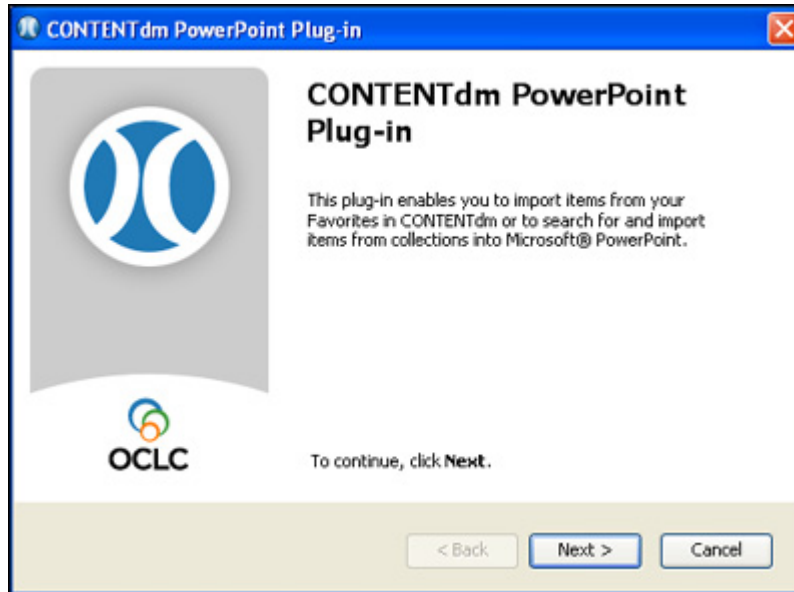 CONTENTdm PowerPoint Plug-in
CONTENTdm PowerPoint
Plug-in
This plug-in enables you to import items from your
Favorites in CONTENTdm or to search for and import
items from collections into Microsoft® PowerPoint.
OCLC
To continue, click Next.
< Back
Next >
Cancel